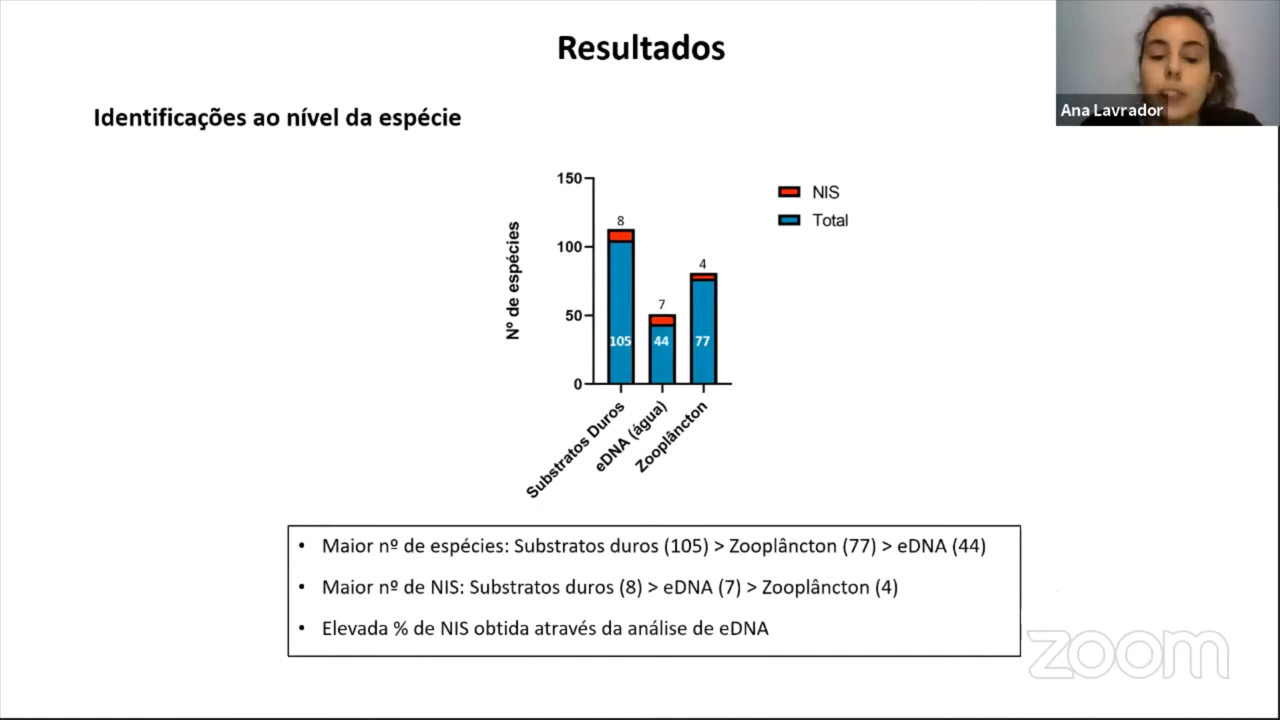 Resultados
Ana Lavrador
Identificações ao nível da espécie
150
100
50
0
Nº de espécies
8
7
4
105
44
77
NIS
Total
Substratos Duros
eDNA (água)
Zooplâncton
• Maior nº de espécies: Substratos duros (105) > Zooplâncton (77) > eDNA (44)
• Maior nº de NIS: Substratos duros (8) > eDNA (7) > Zooplâncton (4)
• Elevada % de NIS obtida através da análise de eDNA
zoom